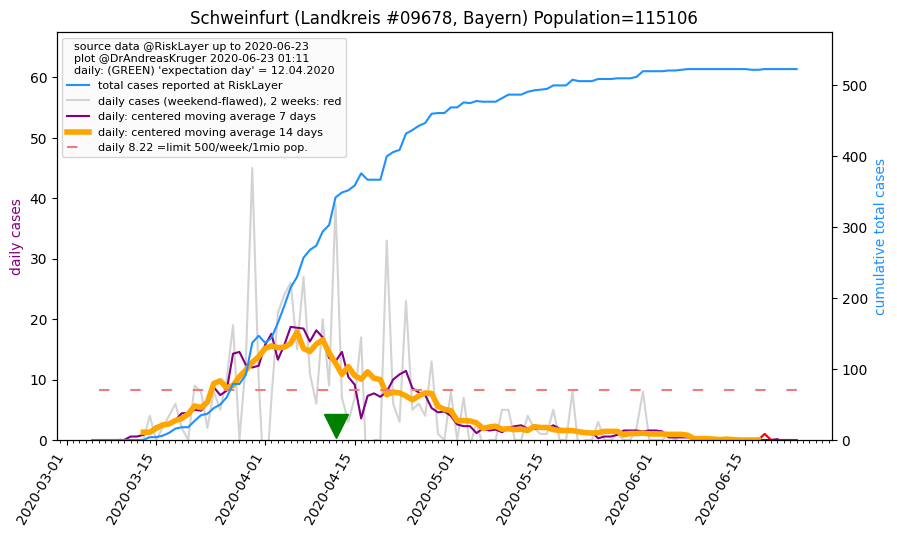 Schweinfurt (Landkreis #09678, Bayern) Population=115106
source data @RiskLayer up to 2020-06-23
plot @DrAndreasKruger 2020-06-23 01:11
daily: (GREEN) 'expectation day' = 12.04.2020
total cases reported at RiskLayer
daily cases (weekend-flawed), 2 weeks: red
daily: centered moving average 7 days
daily: centered moving average 14 days
daily 8.22 =limit 500/week/1mio pop.
daily cases
60
50
40
30
20
10
0
500
400
300
200
100
0
cumulative total cases
2020-03-01
2020-03-15
2020-04-01
2020-04-15
2020-05-01
2020-05-15
2020-06-01
2020-06-15